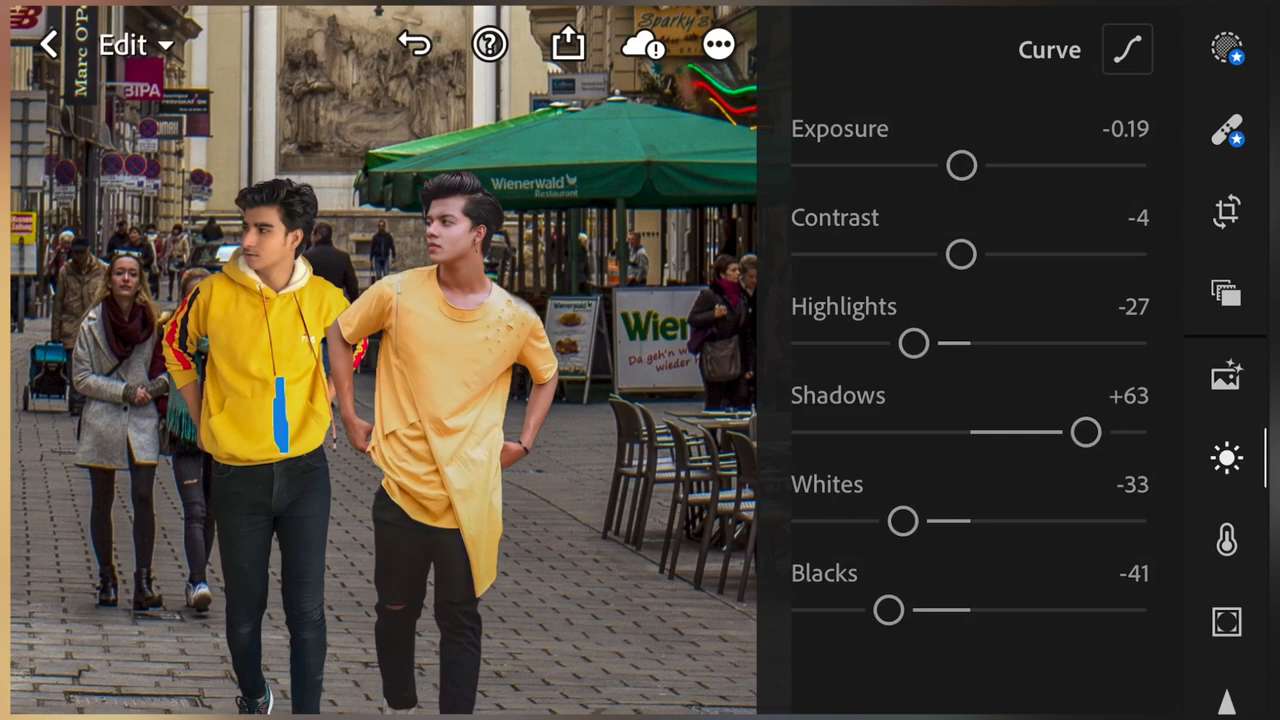 Edit
Curve
Exposure -0.19
Contrast -4
Highlights -27
Shadows +63
Whites -33
Blacks -41
Marc O'P
BIPA
Sparky's
Wienerwald
Restaurant
Wienerwald
Wien
Da geh'n w
wieder h